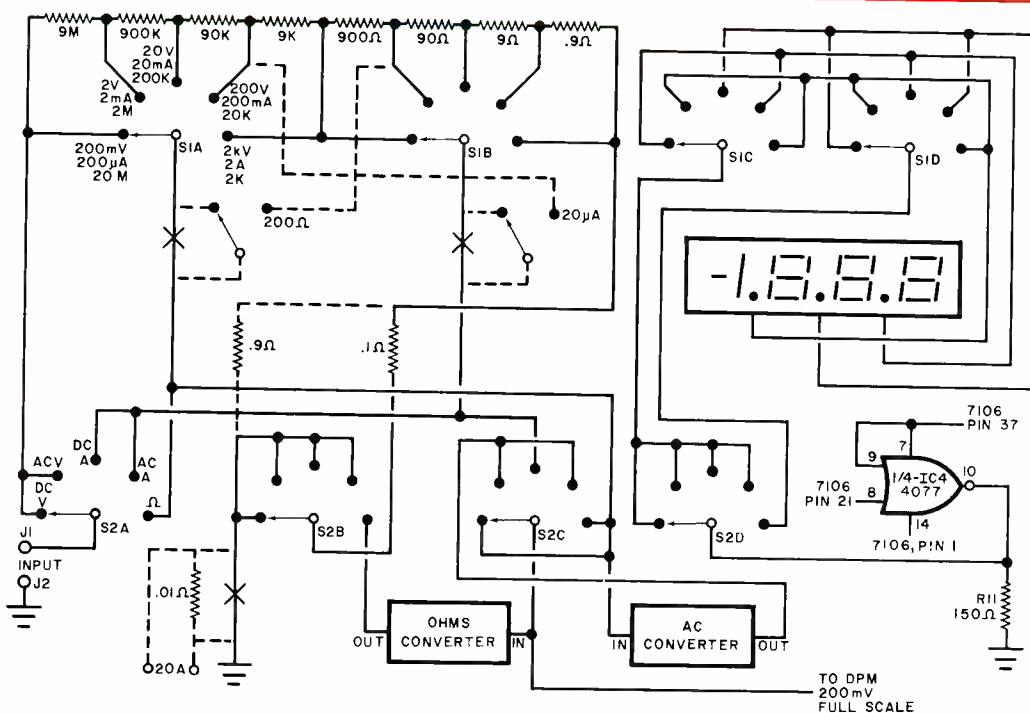 9M
900K
90K
9K
900Ω
90Ω
9Ω
.9Ω
20V
20mA
200K
2V
2mA
2M
200V
200mA
20K
200mV
200µA
20M
S1A
2kV
2A
2K
S1B
S1C
S1D
200Ω
20µA
-1.8.8.8
.9Ω
.1Ω
DC
A
ACV
AC
A
DC
V
Ω
S2A
S2B
S2C
S2D
J1
INPUT
J2
7106
PIN 37
7
9
1/4-IC4
4077
10
7106
PIN 21
8
14
7106, PIN 1
.01Ω
20A
OUT
OHMS
CONVERTER
IN
IN
AC
CONVERTER
OUT
R11
150Ω
TO DPM
200mV
FULL SCALE